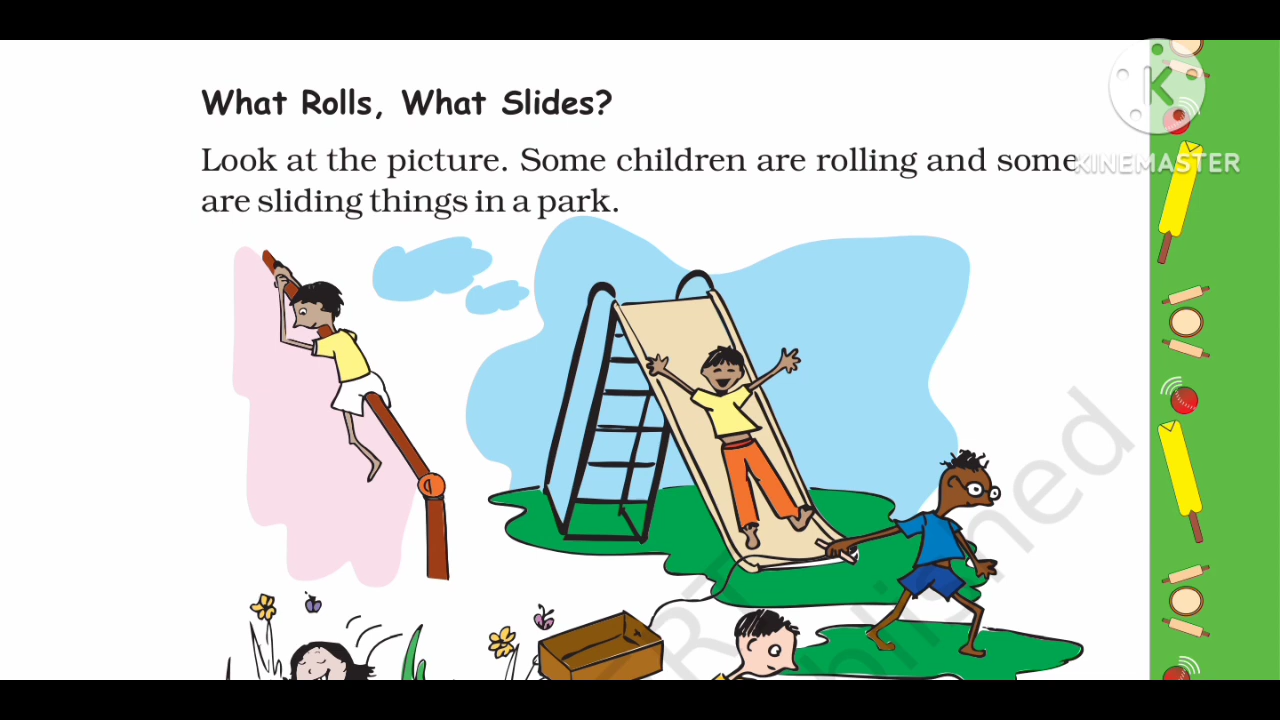 What Rolls, What Slides?
Look at the picture. Some children are rolling and some
are sliding things in a park.
KINEMASTER